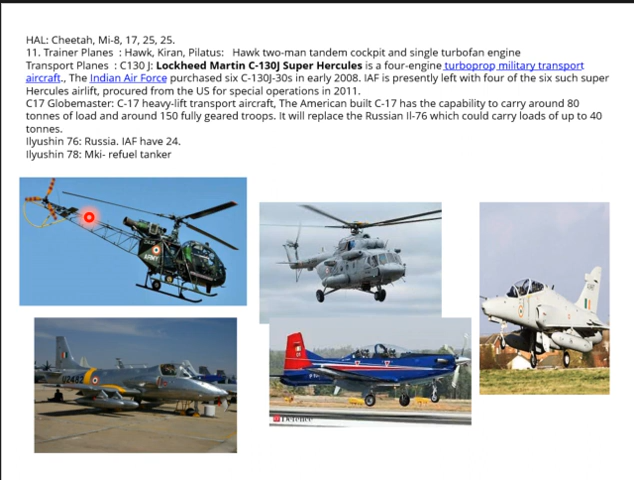 HAL: Cheetah, Mi-8, 17, 25, 25.
11. Trainer Planes : Hawk, Kiran, Pilatus: Hawk two-man tandem cockpit and single turbofan engine
Transport Planes : C130 J: Lockheed Martin C-130J Super Hercules is a four-engine turboprop military transport
aircraft., The Indian Air Force purchased six C-130J-30s in early 2008. IAF is presently left with four of the six such super
Hercules airlift, procured from the US for special operations in 2011.
C17 Globemaster: C-17 heavy-lift transport aircraft, The American built C-17 has the capability to carry around 80
tonnes of load and around 150 fully geared troops. It will replace the Russian Il-76 which could carry loads of up to 40
tonnes.
Ilyushin 76: Russia. IAF have 24.
Ilyushin 78: Mki- refuel tanker
ARMY
U2462
Defence